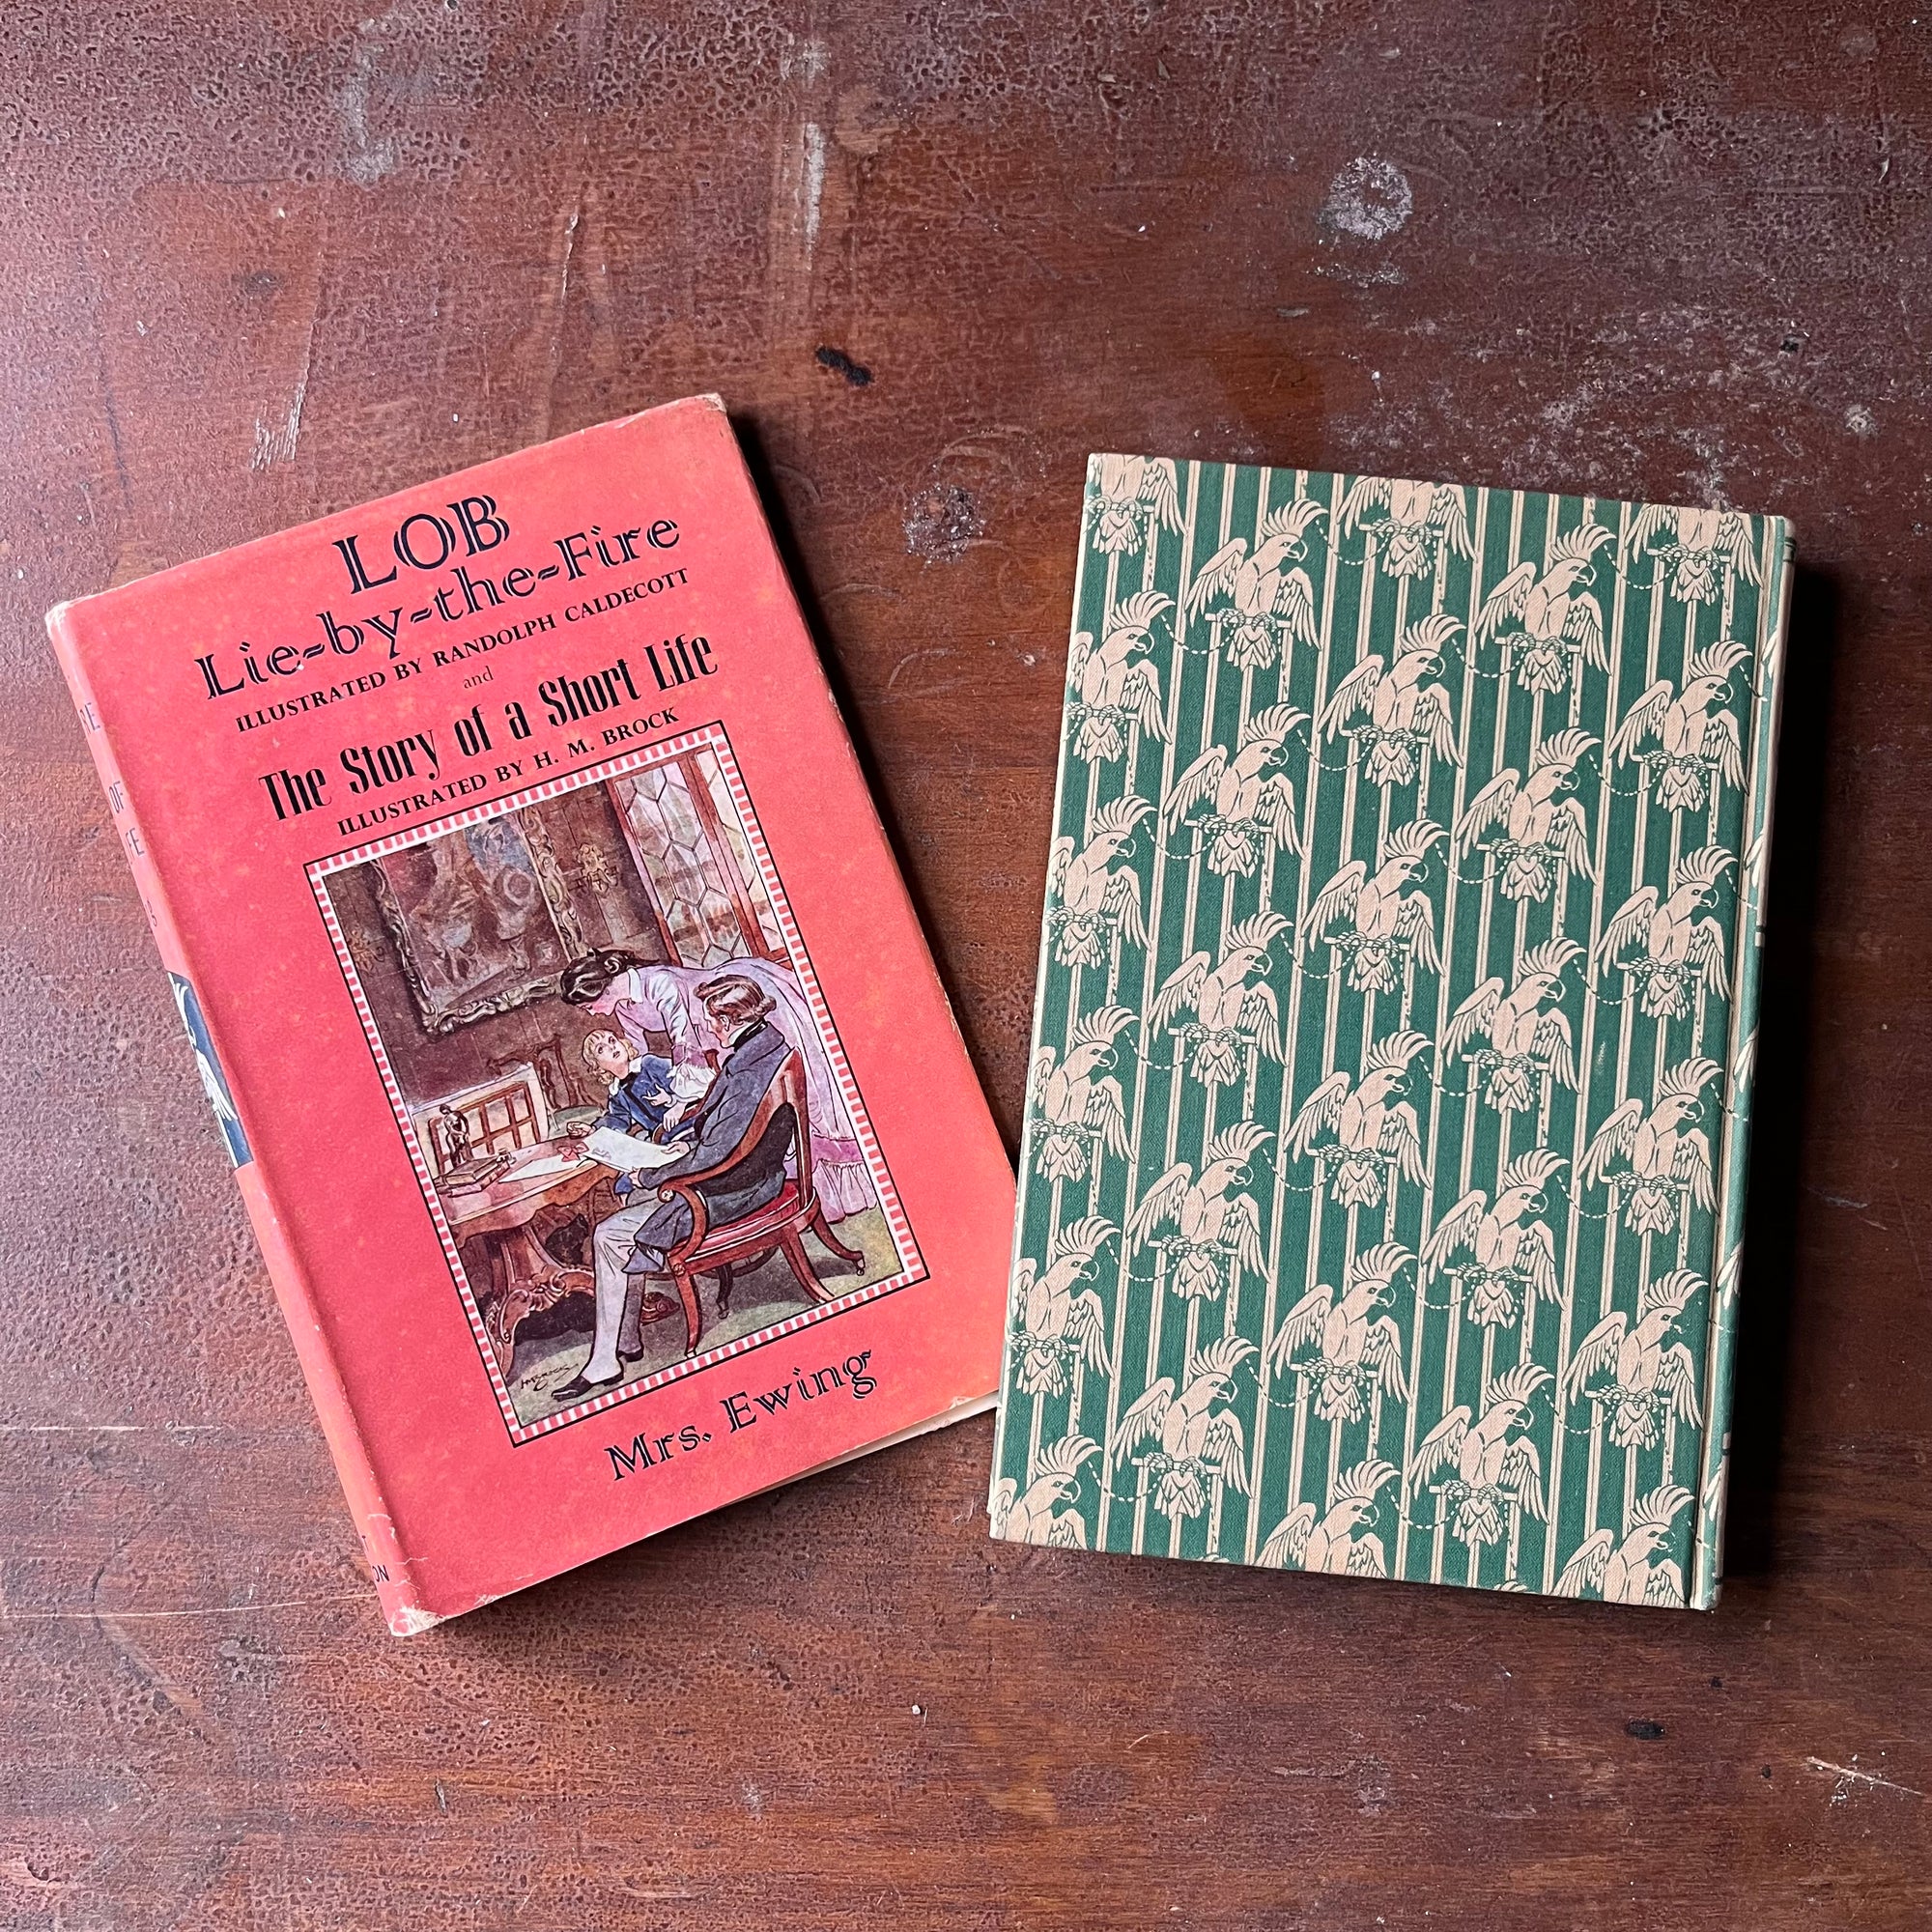 LOB
Lie-by-the-Fire
ILLUSTRATED BY RANDOLPH CALDECOTT
and
The Story of a Short Life
ILLUSTRATED BY H. M. BROCK
Mrs. Ewing
OF